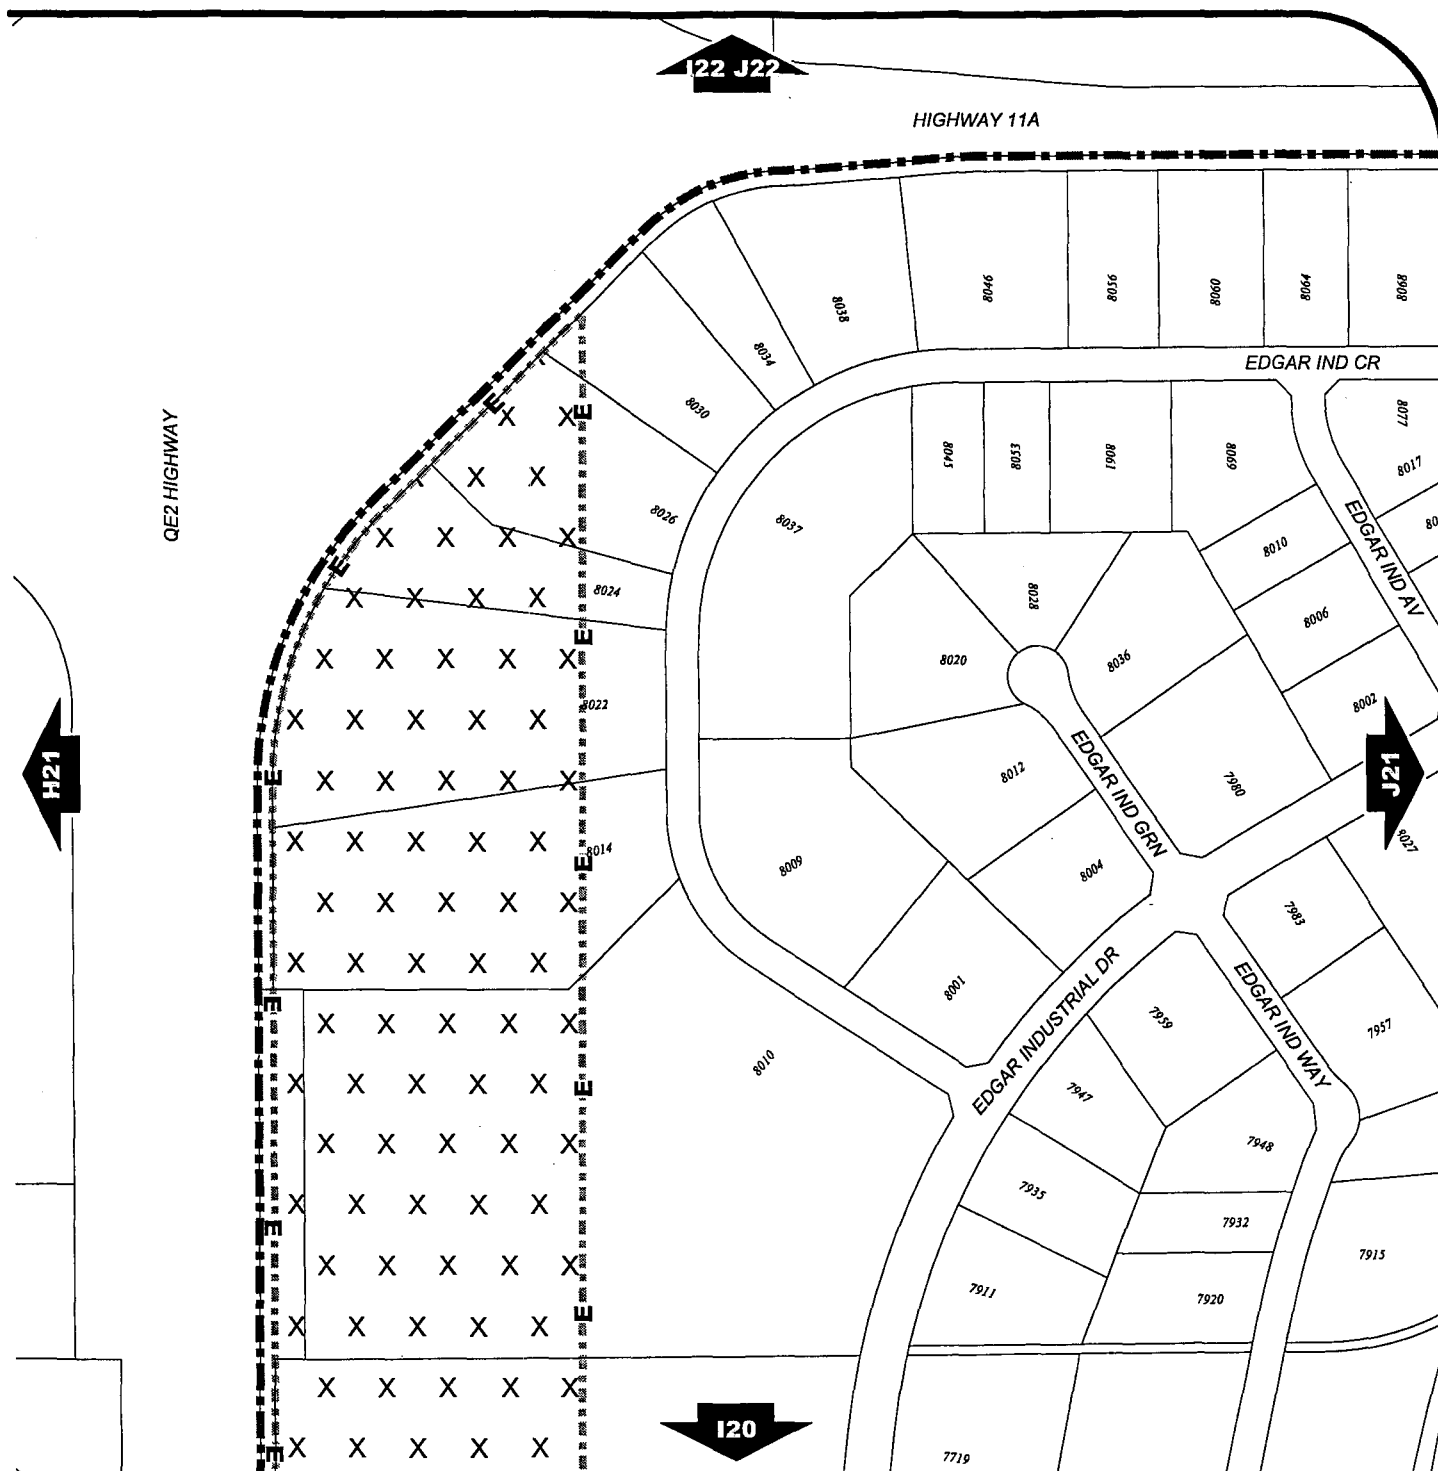 I22 J22
HIGHWAY 11A
8038
8046
8056
8060
8064
8068
8034
EDGAR IND CR
8030
QE2 HIGHWAY
E
X X E
8077
8045
8053
8061
8069
8017
X X
8026
8037
EDGAR IND AV
80
X X X X
8010
E
8024
8028
X X X X
8006
E
8020
8036
X X X X X
8002
8022
X X X X X
EDGAR IND GRN
H21
E
X X X X X
8012
7980
J21
8027
X X X X X
8014
E
8009
8004
X X X X X
7983
X X X X X
8001
EDGAR INDUSTRIAL DR
EDGAR IND WAY
E
X X X X X
7959
7957
8010
X X X X X
E
7947
X X X X X
7948
7935
X X X X X
E
7932
7915
X X X X X
7911
7920
E
X X X X X
X X X X X
I20
E
X X X X X
7719